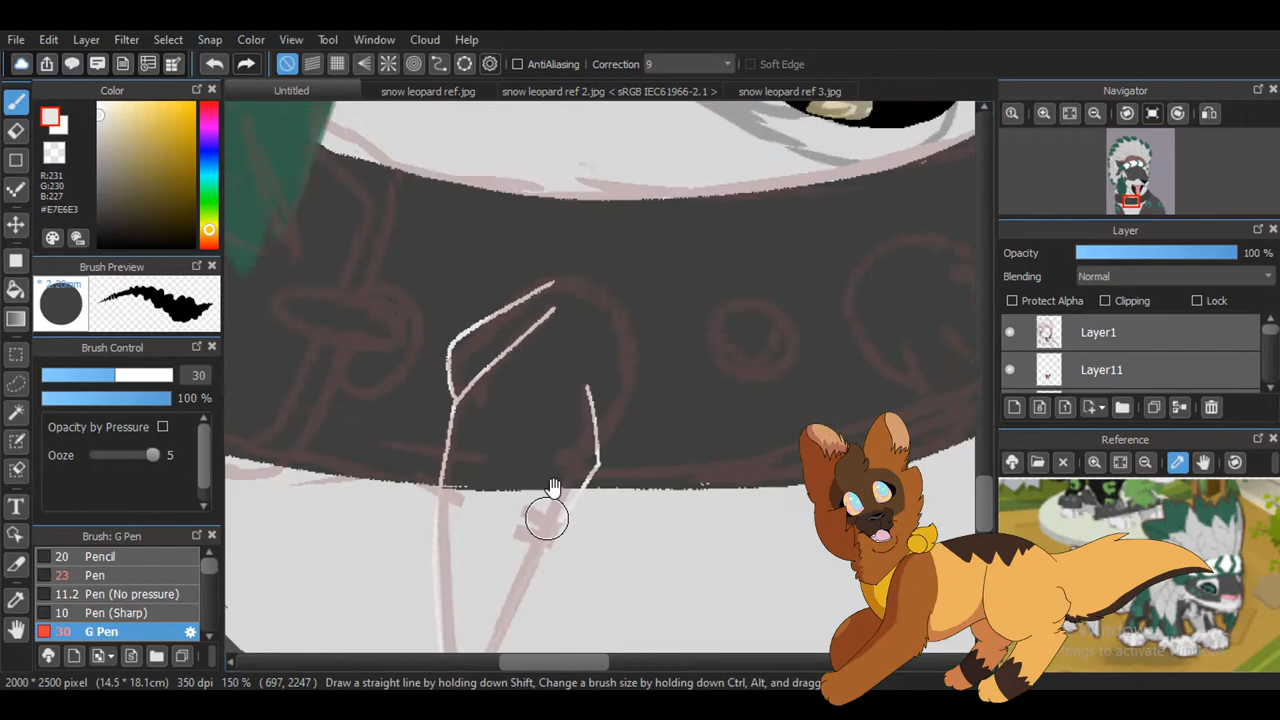 File Edit Layer Filter Select Snap Color View Tool Window Cloud Help
AntiAliasing Correction 9 Soft Edge
Color
Untitled snow leopard ref.jpg snow leopard ref 2.jpg < sRGB IEC61966-2.1 > snow leopard ref 3.jpg
Navigator
R:231
G:230
B:227
#E7E6E3
Layer
Opacity 100 %
Brush Preview
Blending Normal
* 2.20mm
Protect Alpha Clipping Lock
Layer1
Brush Control
Layer11
30
100 %
Opacity by Pressure
Reference
Ooze 5
Brush: G Pen
20 Pencil
23 Pen
11.2 Pen (No pressure)
10 Pen (Sharp)
30 G Pen
2000 * 2500 pixel (14.5 * 18.1cm) 350 dpi 150 % ( 697, 2247 ) Draw a straight line by holding down Shift, Change a brush size by holding down Ctrl, Alt, and dragg